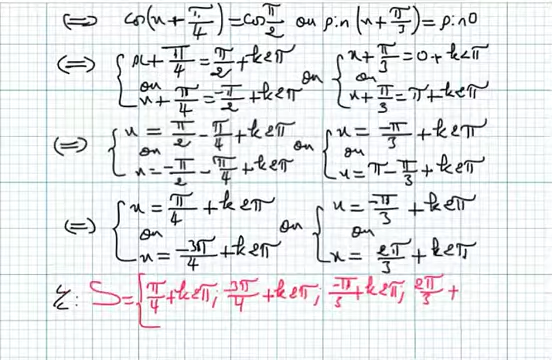 ⟺ cos(x + π/4) = cos π/2 ou sin(x + π/3) = sin 0
⟺ { x + π/4 = π/2 + k2π ou x + π/4 = -π/2 + k2π ou { x + π/3 = 0 + k2π ou x + π/3 = π + k2π
⟺ { x = π/2 - π/4 + k2π ou x = -π/2 - π/4 + k2π ou { x = -π/3 + k2π ou x = π - π/3 + k2π
⟺ { x = π/4 + k2π ou x = -3π/4 + k2π ou { x = -π/3 + k2π ou x = 2π/3 + k2π
: S = { π/4 + k2π; -3π/4 + k2π; -π/3 + k2π; 2π/3 +